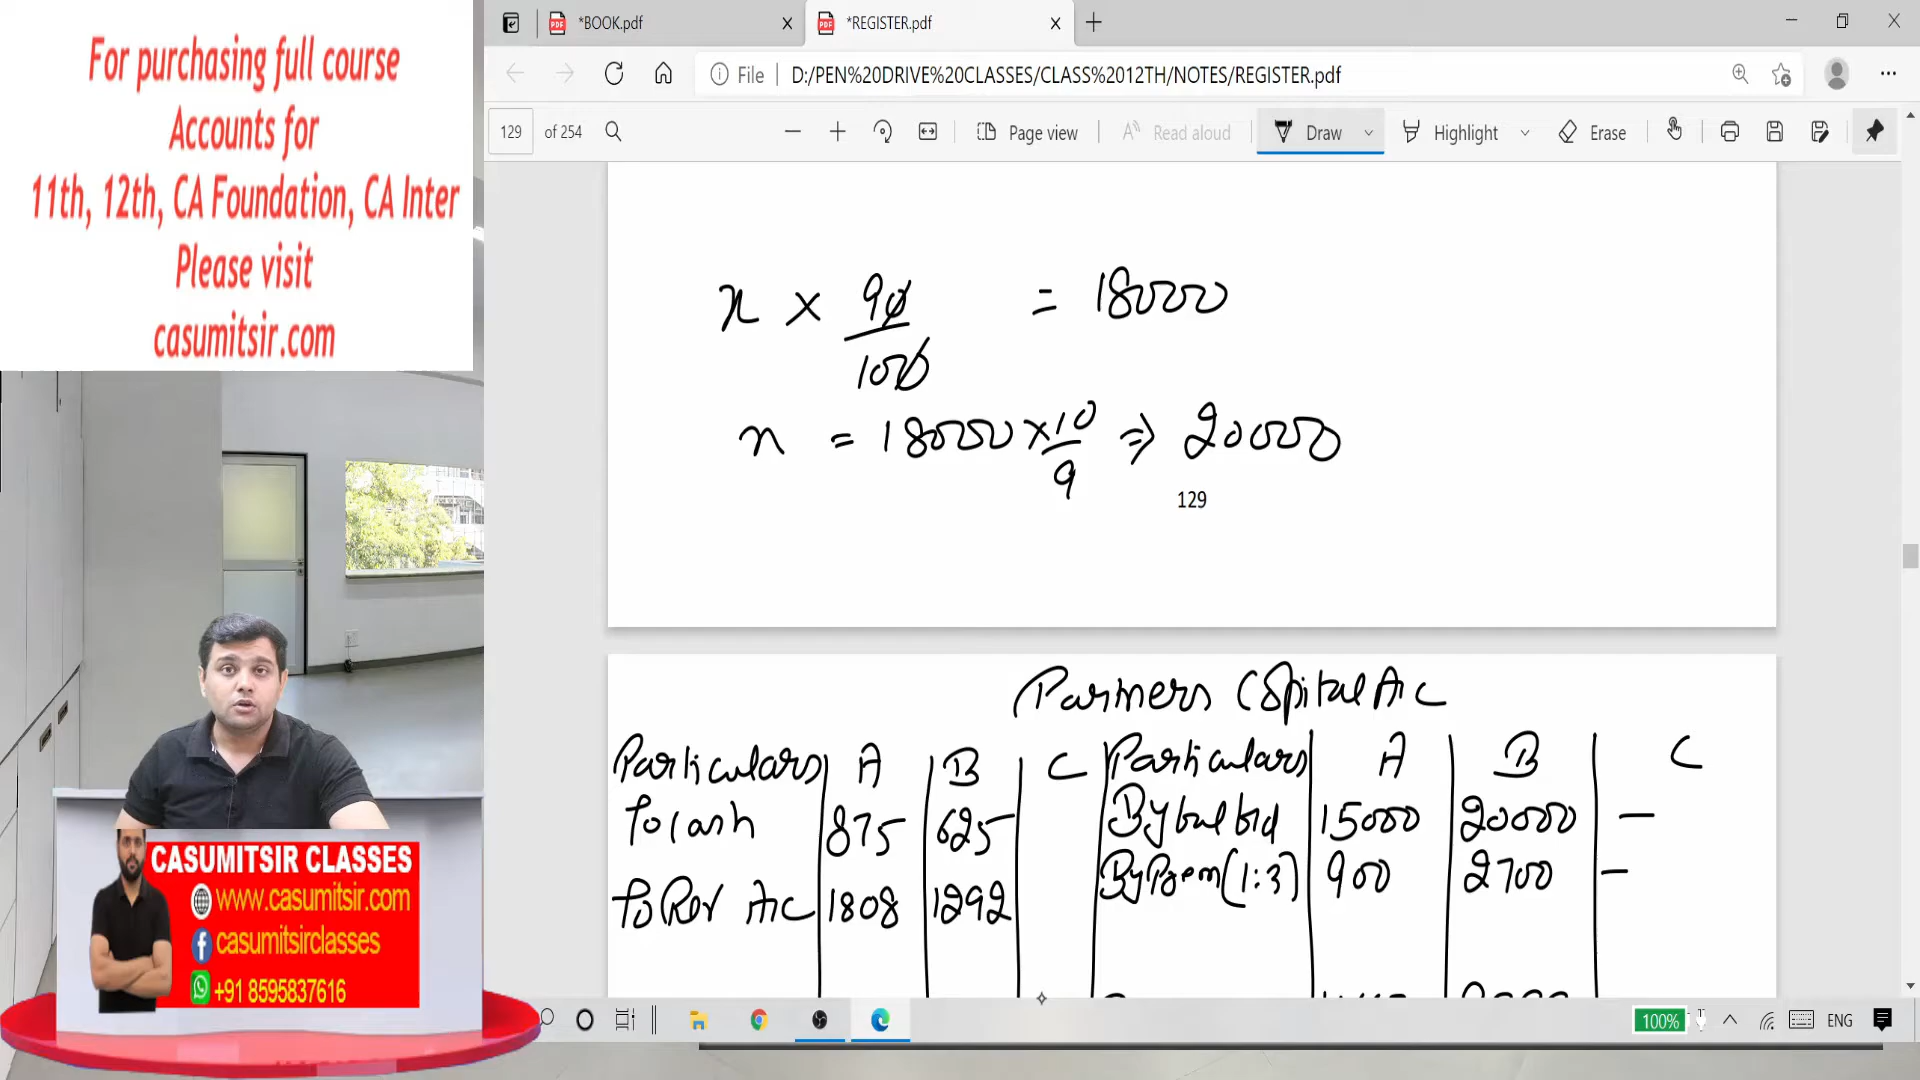 For purchasing full course
Accounts for
11th, 12th, CA Foundation, CA Inter
Please visit
casumitsir.com
*BOOK.pdf
*REGISTER.pdf
File
D:/PEN%20DRIVE%20CLASSES/CLASS%2012TH/NOTES/REGISTER.pdf
129 of 254
Page view
Read aloud
Draw
Highlight
Erase
x × 90/100 = 18000
x = 18000 × 10/9 ⇒ 20000
129
Partners Capital A/c
Particulars A B C Particulars A B C
To Cash 875 625 By bal b/d 15000 20000 —
To Rev A/c 1808 1292 By Prem (1:3) 900 2700 —
CASUMITSIR CLASSES
www.casumitsir.com
casumitsirclasses
+91 8595837616
100%
ENG